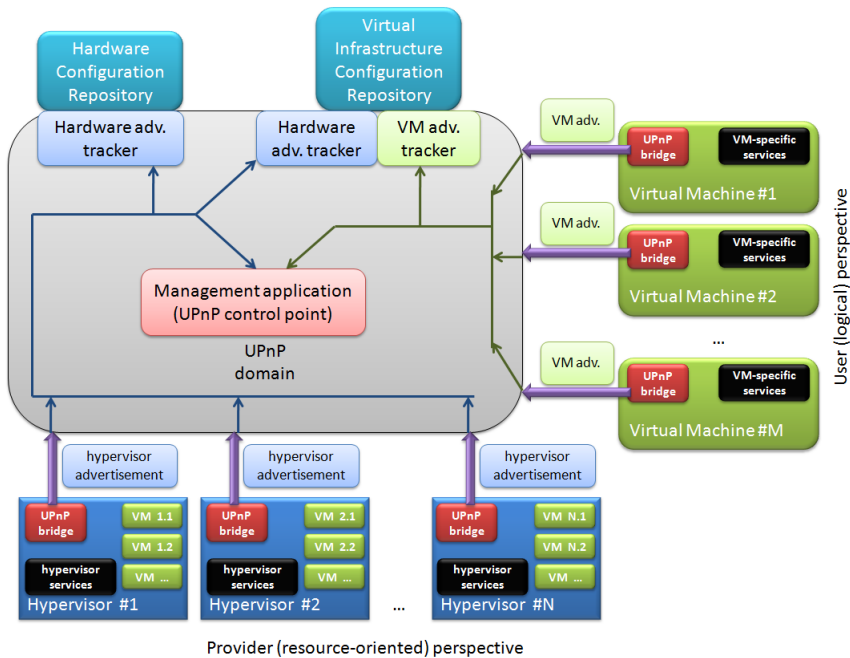 Hardware
Configuration
Repository
Virtual
Infrastructure
Configuration
Repository
Hardware adv.
tracker
Hardware
adv. tracker
VM adv.
tracker
VM adv.
UPnP
bridge
VM-specific
services
Virtual Machine #1
VM adv.
UPnP
bridge
VM-specific
services
Virtual Machine #2
...
VM adv.
UPnP
bridge
VM-specific
services
Virtual Machine #M
User (logical) perspective
Management application
(UPnP control point)
UPnP
domain
hypervisor
advertisement
hypervisor
advertisement
hypervisor
advertisement
UPnP
bridge
VM 1.1
VM 1.2
hypervisor
services
VM ...
Hypervisor #1
UPnP
bridge
VM 2.1
VM 2.2
hypervisor
services
VM ...
Hypervisor #2
...
UPnP
bridge
VM N.1
VM N.2
hypervisor
services
VM ...
Hypervisor #N
Provider (resource-oriented) perspective